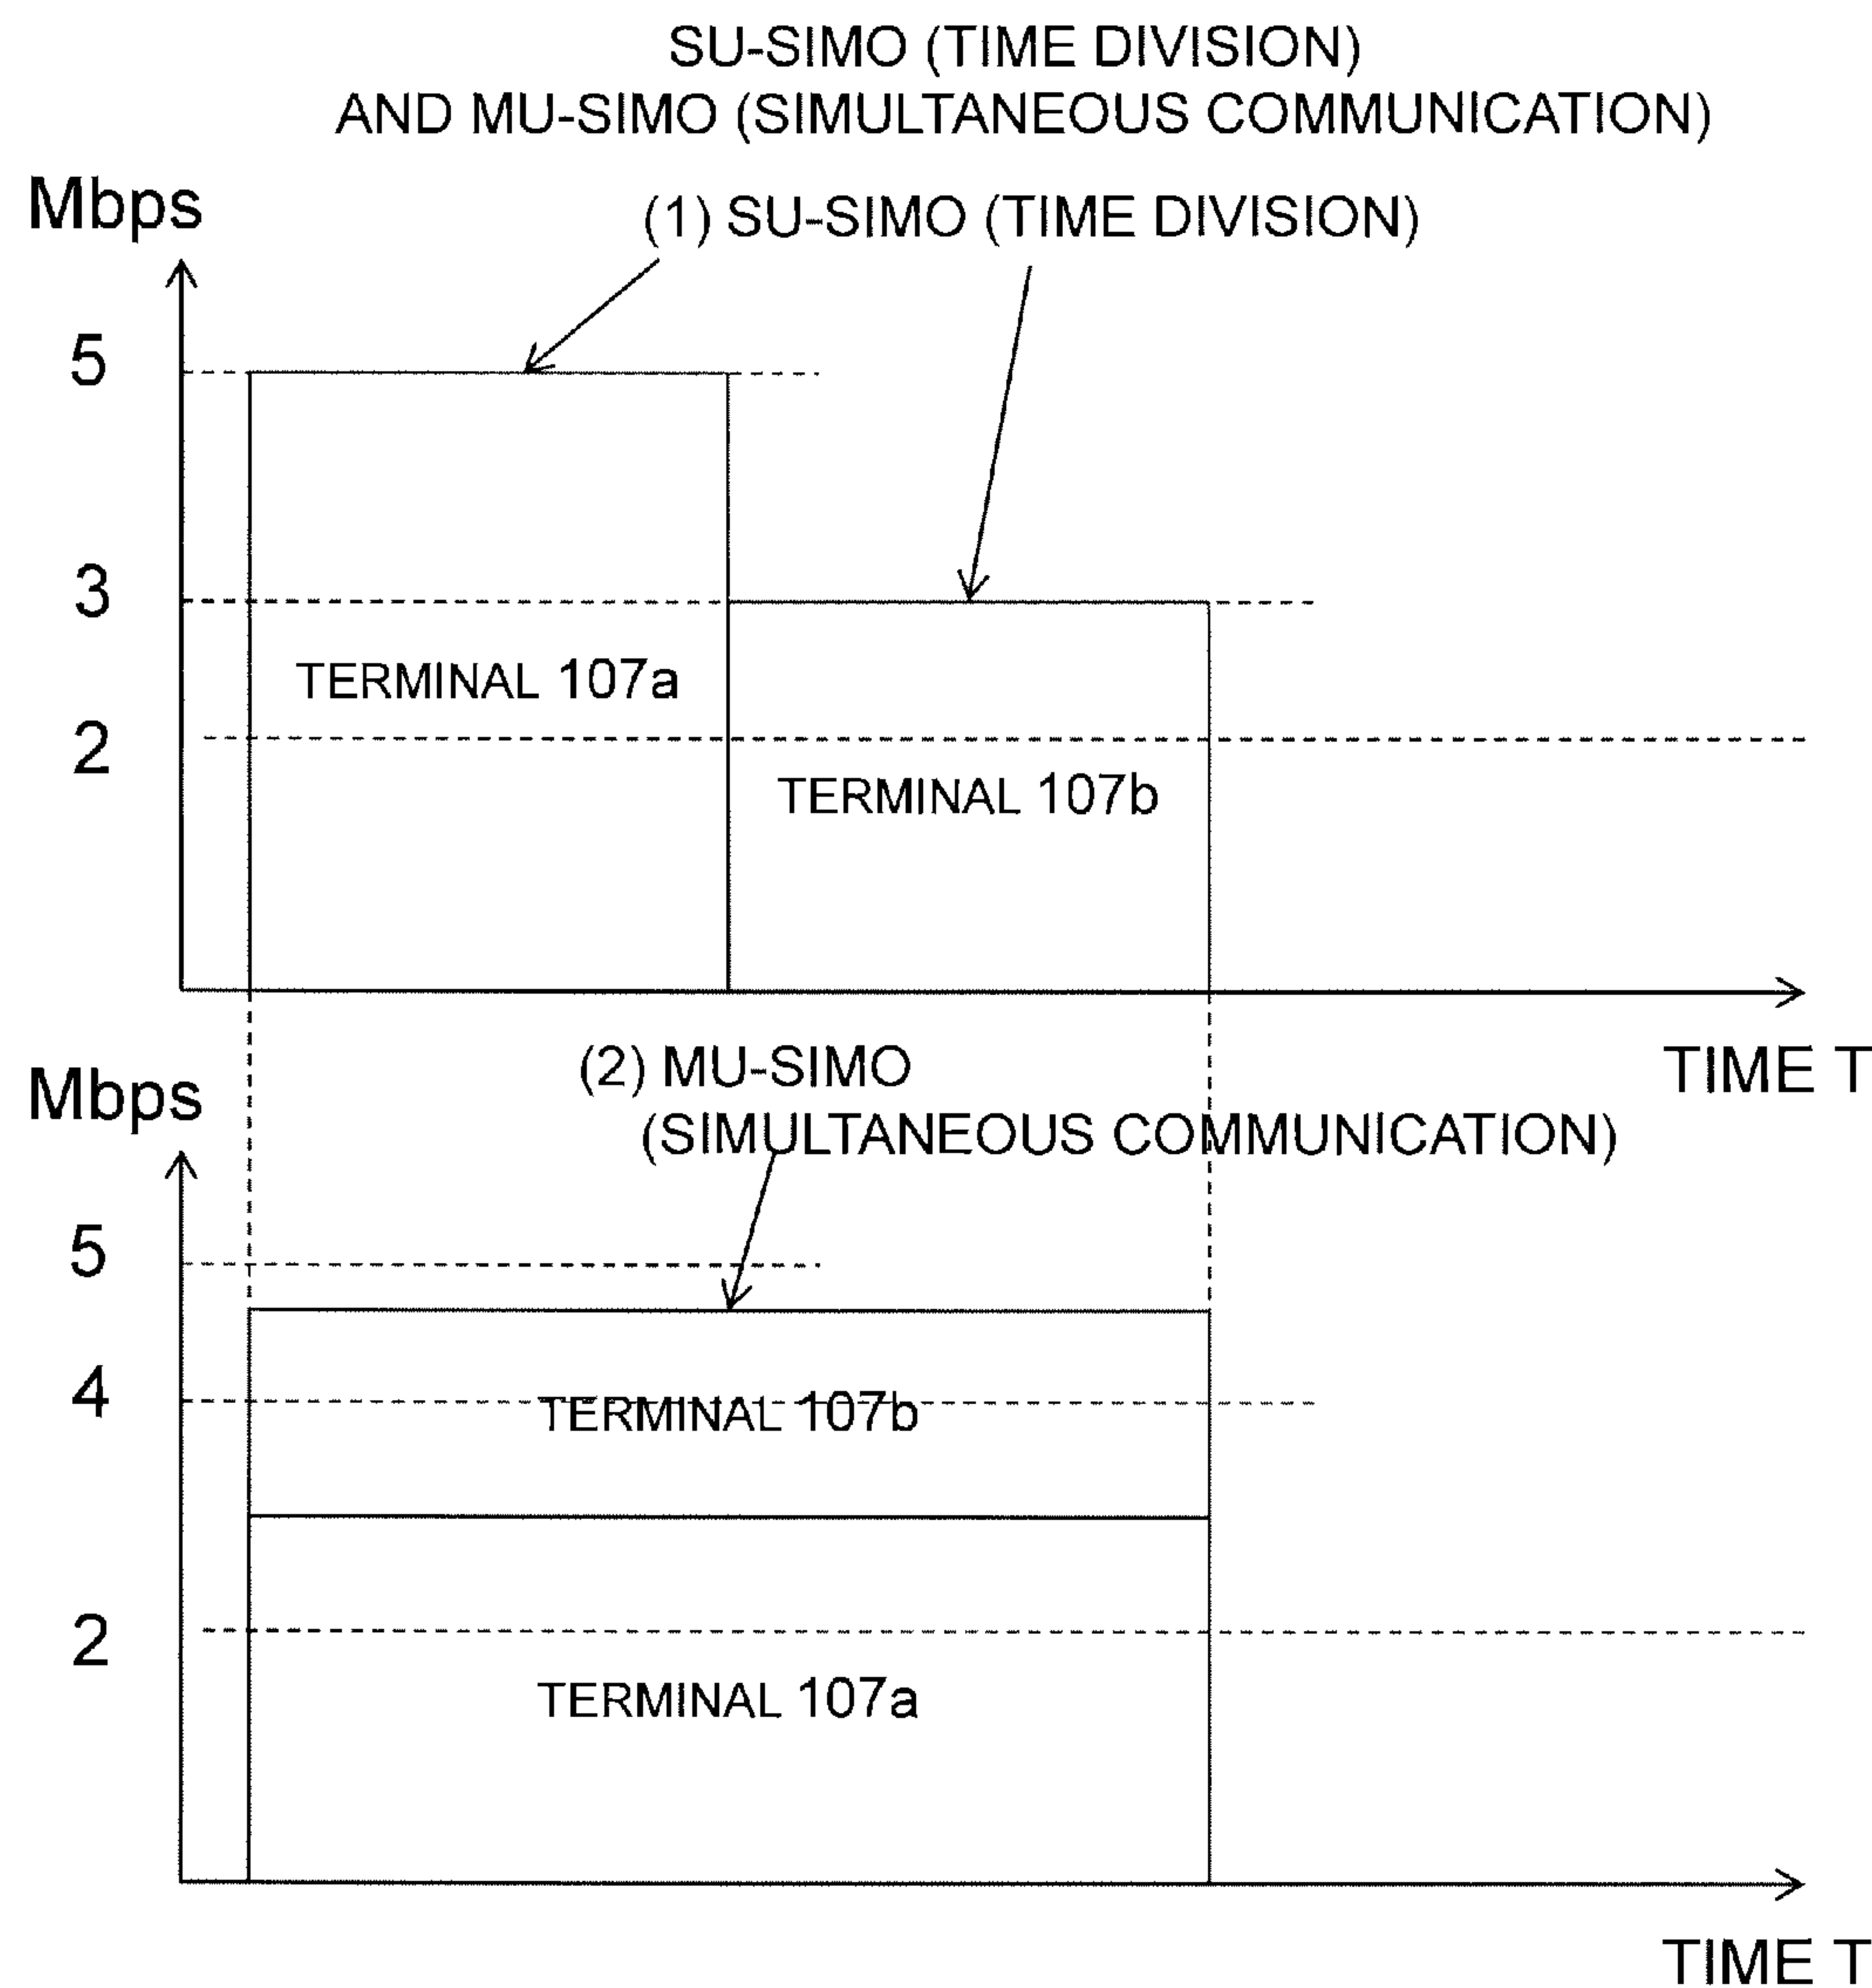 SU-SIMO (TIME DIVISION)
AND MU-SIMO (SIMULTANEOUS COMMUNICATION)
Mbps
(1) SU-SIMO (TIME DIVISION)
5
3
TERMINAL 107a
2
TERMINAL 107b
TIME T
Mbps
(2) MU-SIMO
(SIMULTANEOUS COMMUNICATION)
5
4
TERMINAL 107b
2
TERMINAL 107a
TIME T